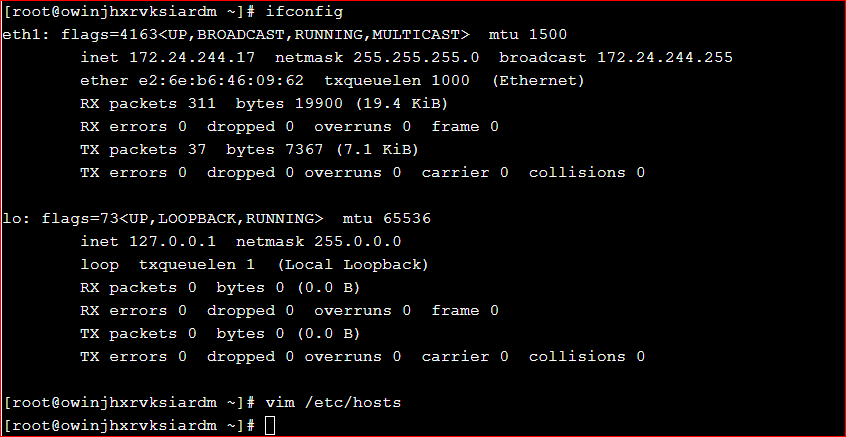 [root@owinjhxrvksiardm ~]# ifconfig
eth1: flags=4163<UP,BROADCAST,RUNNING,MULTICAST>  mtu 1500
        inet 172.24.244.17  netmask 255.255.255.0  broadcast 172.24.244.255
        ether e2:6e:b6:46:09:62  txqueuelen 1000  (Ethernet)
        RX packets 311  bytes 19900 (19.4 KiB)
        RX errors 0  dropped 0  overruns 0  frame 0
        TX packets 37  bytes 7367 (7.1 KiB)
        TX errors 0  dropped 0 overruns 0  carrier 0  collisions 0
lo: flags=73<UP,LOOPBACK,RUNNING>  mtu 65536
        inet 127.0.0.1  netmask 255.0.0.0
        loop  txqueuelen 1  (Local Loopback)
        RX packets 0  bytes 0 (0.0 B)
        RX errors 0  dropped 0  overruns 0  frame 0
        TX packets 0  bytes 0 (0.0 B)
        TX errors 0  dropped 0 overruns 0  carrier 0  collisions 0
[root@owinjhxrvksiardm ~]# vim /etc/hosts
[root@owinjhxrvksiardm ~]#